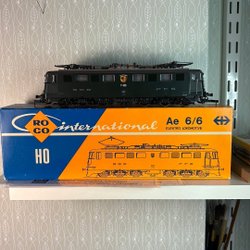 ROCO
international
Ae 6/6
HO